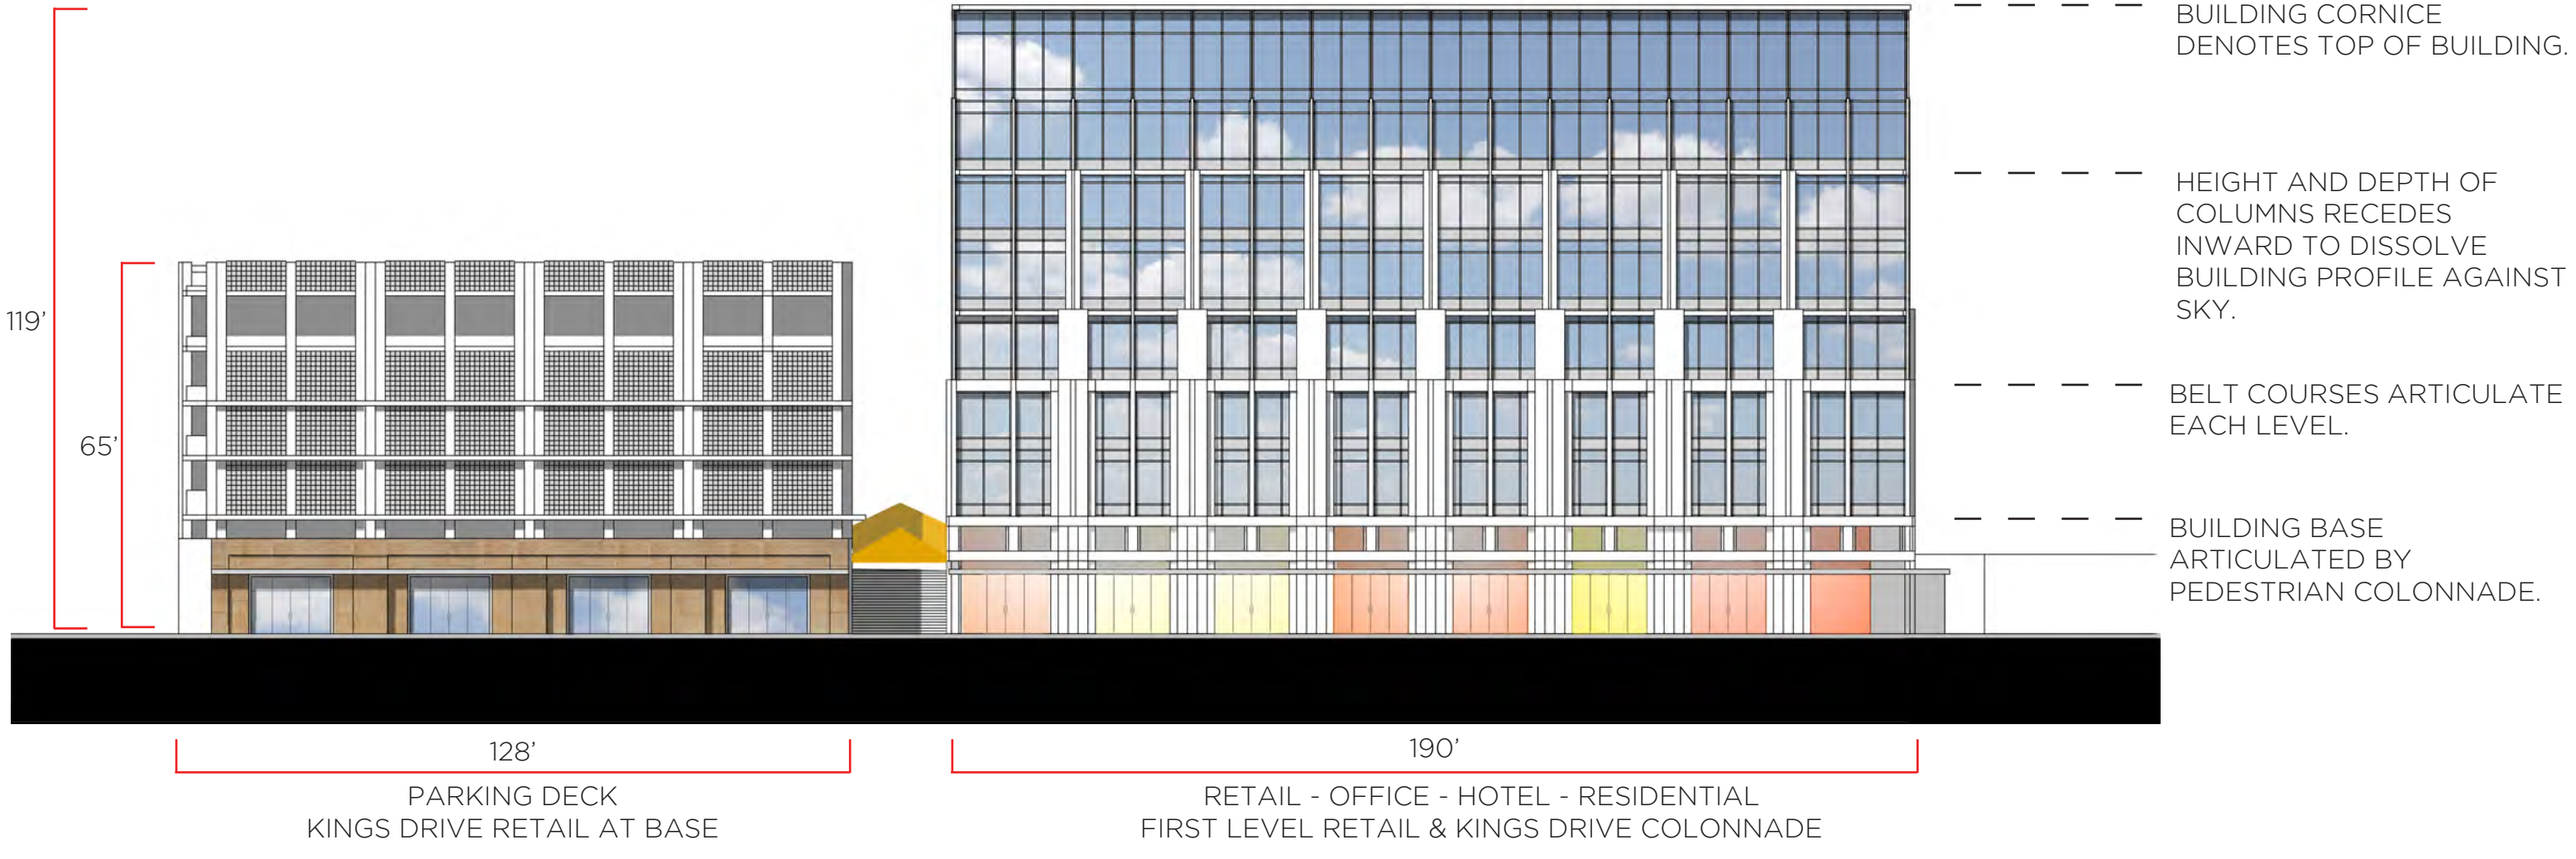 BUILDING CORNICE
DENOTES TOP OF BUILDING.
HEIGHT AND DEPTH OF
COLUMNS RECEDES
INWARD TO DISSOLVE
BUILDING PROFILE AGAINST
SKY.
BELT COURSES ARTICULATE
EACH LEVEL.
BUILDING BASE
ARTICULATED BY
PEDESTRIAN COLONNADE.
119’
65’
128’
PARKING DECK
KINGS DRIVE RETAIL AT BASE
190’
RETAIL - OFFICE - HOTEL - RESIDENTIAL
FIRST LEVEL RETAIL & KINGS DRIVE COLONNADE